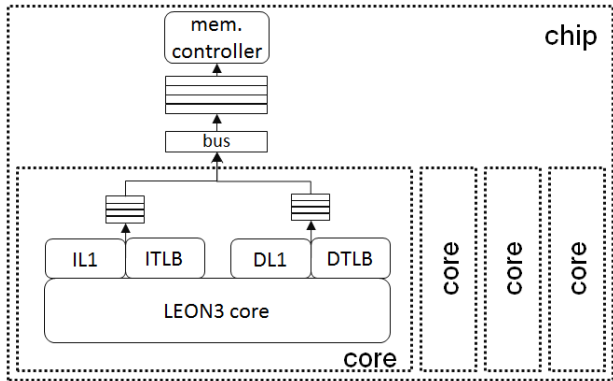 mem.
controller
chip
bus
IL1
ITLB
DL1
DTLB
LEON3 core
core
core
core
core